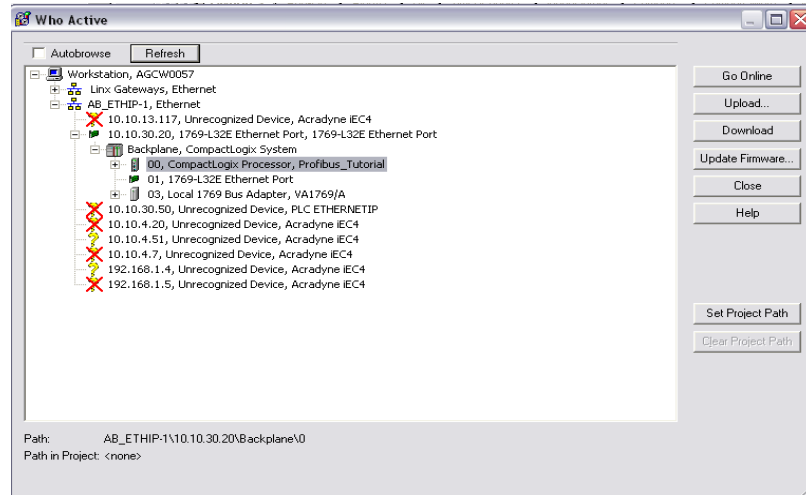 Who Active
Autobrowse
Refresh
Workstation, AGCW0057
Linx Gateways, Ethernet
AB_ETHIP-1, Ethernet
10.10.13.117, Unrecognized Device, Acradyne iEC4
10.10.30.20, 1769-L32E Ethernet Port, 1769-L32E Ethernet Port
Backplane, CompactLogix System
00, CompactLogix Processor, Profibus_Tutorial
01, 1769-L32E Ethernet Port
03, Local 1769 Bus Adapter, VA1769/A
10.10.30.50, Unrecognized Device, PLC ETHERNETIP
10.10.4.20, Unrecognized Device, Acradyne iEC4
10.10.4.51, Unrecognized Device, Acradyne iEC4
10.10.4.7, Unrecognized Device, Acradyne iEC4
192.168.1.4, Unrecognized Device, Acradyne iEC4
192.168.1.5, Unrecognized Device, Acradyne iEC4
Go Online
Upload...
Download
Update Firmware...
Close
Help
Set Project Path
Clear Project Path
Path: AB_ETHIP-1\10.10.30.20\Backplane\0
Path in Project: <none>